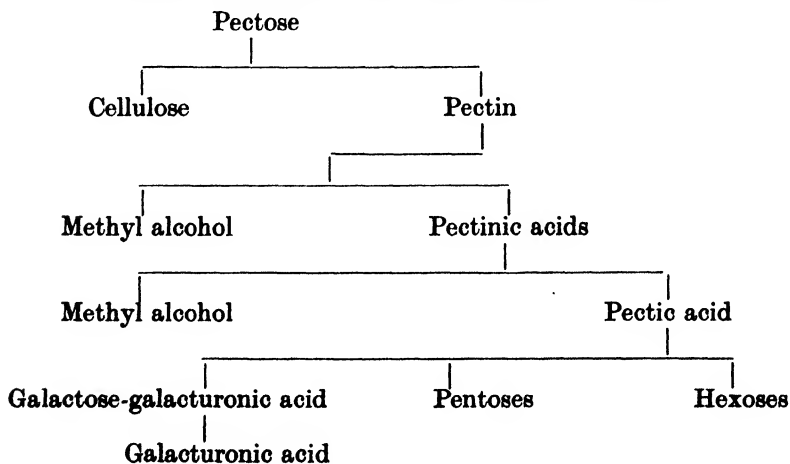 Pectose
Cellulose Pectin
Methyl alcohol Pectinic acids
Methyl alcohol Pectic acid
Galactose-galacturonic acid Pentoses Hexoses
Galacturonic acid